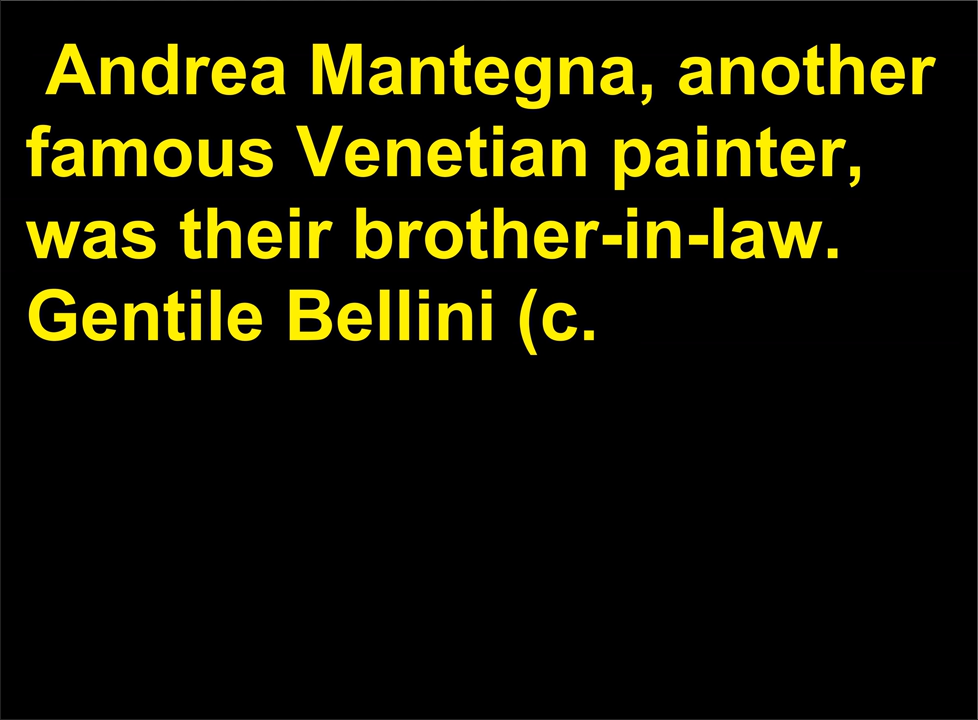 Andrea Mantegna, another
famous Venetian painter,
was their brother-in-law.
Gentile Bellini (c.